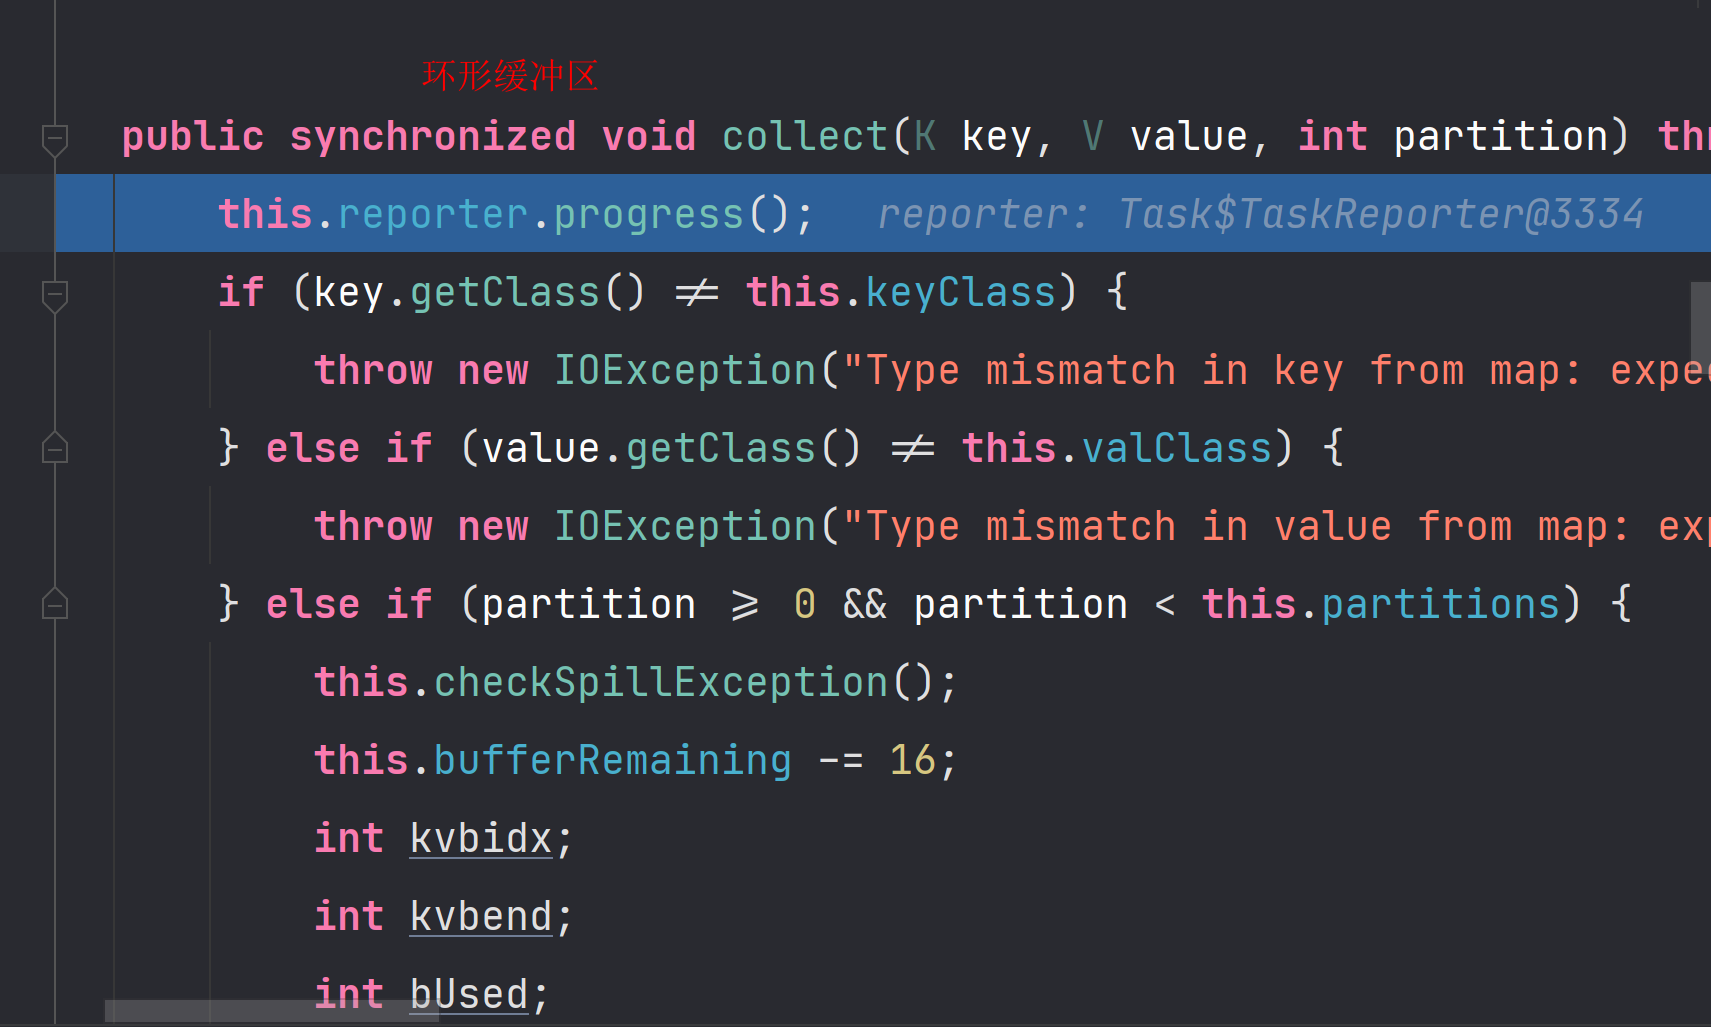 环形缓冲区
public synchronized void collect(K key, V value, int partition) thr
this.reporter.progress();   reporter: Task$TaskReporter@3334
if (key.getClass() != this.keyClass) {
throw new IOException("Type mismatch in key from map: expec
} else if (value.getClass() != this.valClass) {
throw new IOException("Type mismatch in value from map: exp
} else if (partition >= 0 && partition < this.partitions) {
this.checkSpillException();
this.bufferRemaining -= 16;
int kvbidx;
int kvbend;
int bUsed;